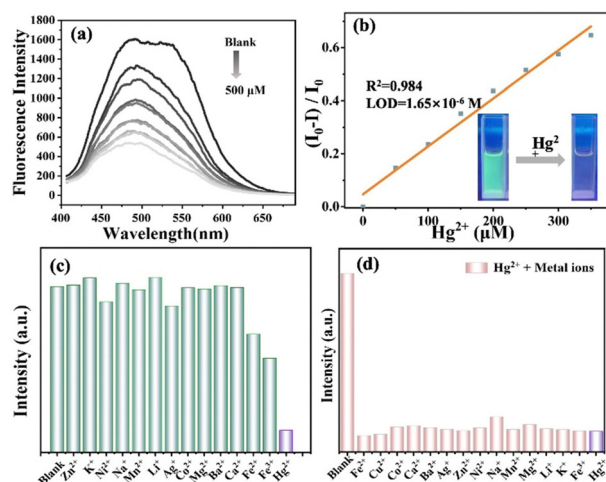 (a)
Fluorescence Intensity
1800
1600
1400
1200
1000
800
600
400
200
0
Blank
500 μM
400 450 500 550 600 650
Wavelength(nm)
(b)
(I₀-I) / I₀
0.6
0.4
0.2
0.0
R²=0.984
LOD=1.65×10⁻⁶ M
Hg²
+
0 100 200 300
Hg²⁺ (μM)
(c)
Intensity (a.u.)
Blank Zn²⁺ K⁺ Ni²⁺ Na⁺ Mn²⁺ Li⁺ Ag⁺ Co²⁺ Mg²⁺ Ba²⁺ Fe²⁺ Fe³⁺ Hg²⁺
(d)
Hg²⁺ + Metal ions
Intensity (a.u.)
Blank Fe²⁺ Co²⁺ Ba²⁺ Ag⁺ Zn²⁺ Ni²⁺ Na⁺ Mn²⁺ Mg²⁺ Li⁺ K⁺ Fe³⁺ Hg²⁺